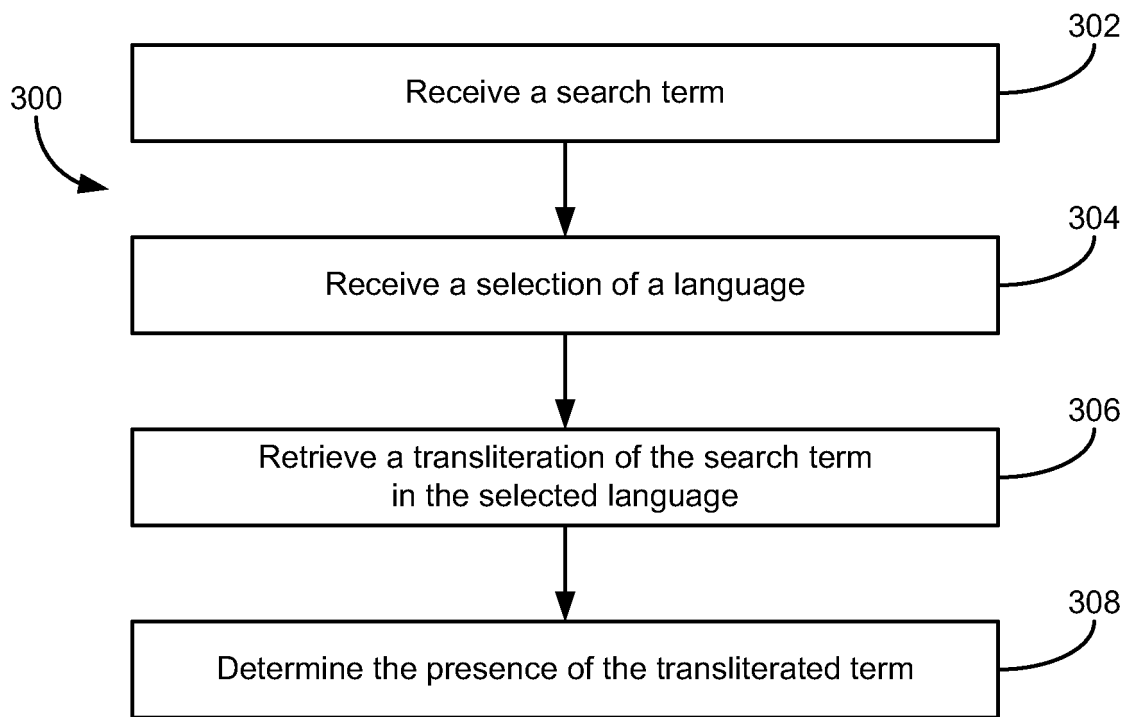 302
Receive a search term
300
304
Receive a selection of a language
306
Retrieve a transliteration of the search term
in the selected language
308
Determine the presence of the transliterated term